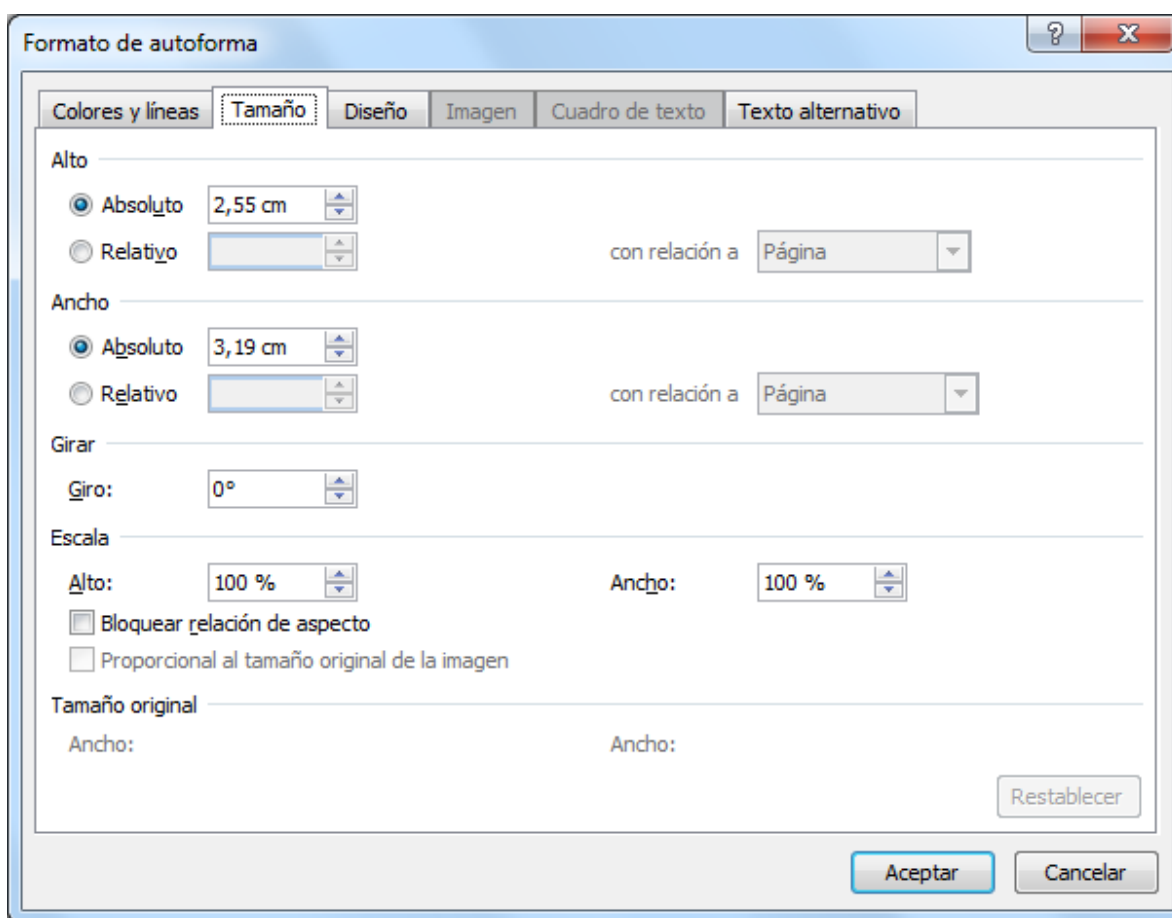 Formato de autoforma
Colores y líneas Tamaño Diseño Imagen Cuadro de texto Texto alternativo
Alto
Absoluto 2,55 cm
Relativo con relación a Página
Ancho
Absoluto 3,19 cm
Relativo con relación a Página
Girar
Giro: 0°
Escala
Alto: 100 % Ancho: 100 %
Bloquear relación de aspecto
Proporcional al tamaño original de la imagen
Tamaño original
Ancho: Ancho:
Restablecer
Aceptar Cancelar